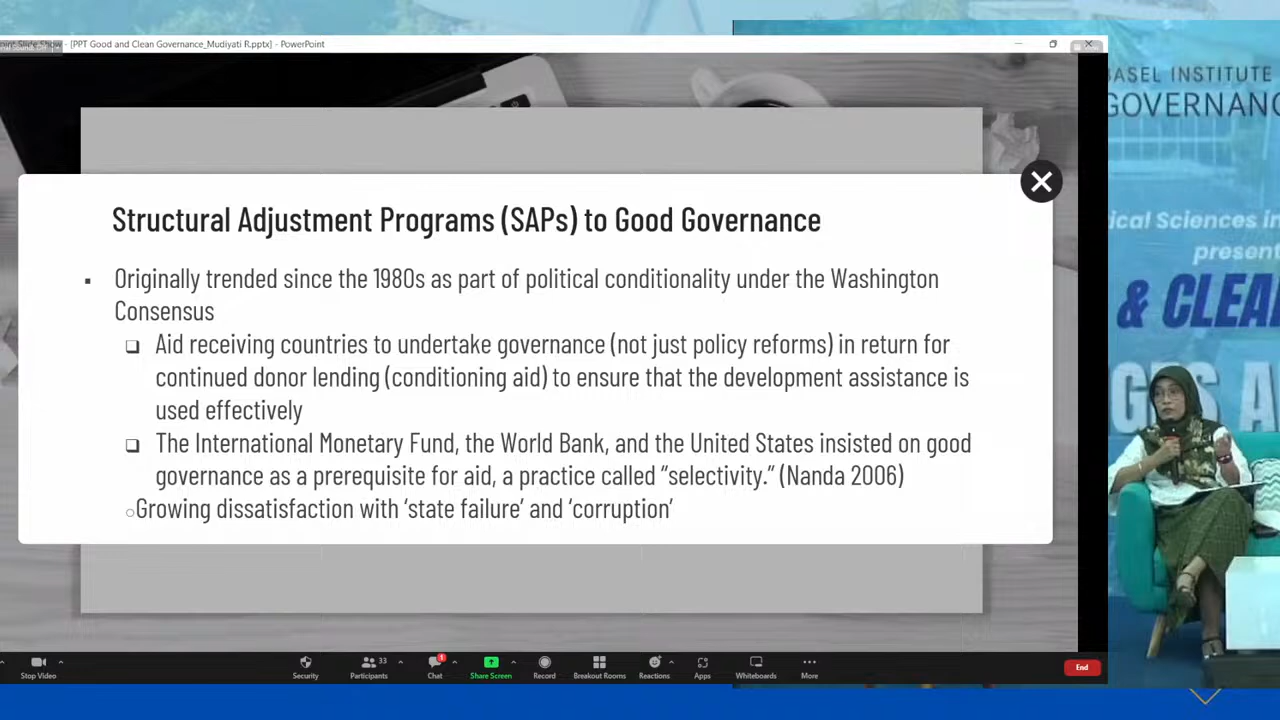 [PPT Good and Clean Governance_Mudiyati R.pptx] - PowerPoint
BASEL INSTITUTE
GOVERNANC
Structural Adjustment Programs (SAPs) to Good Governance
▪ Originally trended since the 1980s as part of political conditionality under the Washington
Consensus
❑ Aid receiving countries to undertake governance (not just policy reforms) in return for
continued donor lending (conditioning aid) to ensure that the development assistance is
used effectively
❑ The International Monetary Fund, the World Bank, and the United States insisted on good
governance as a prerequisite for aid, a practice called “selectivity.” (Nanda 2006)
○Growing dissatisfaction with ‘state failure’ and ‘corruption’
ical Sciences in
present
& CLEA
Stop Video
Security
33
Participants
1
Chat
Share Screen
Record
Breakout Rooms
Reactions
Apps
Whiteboards
More
End